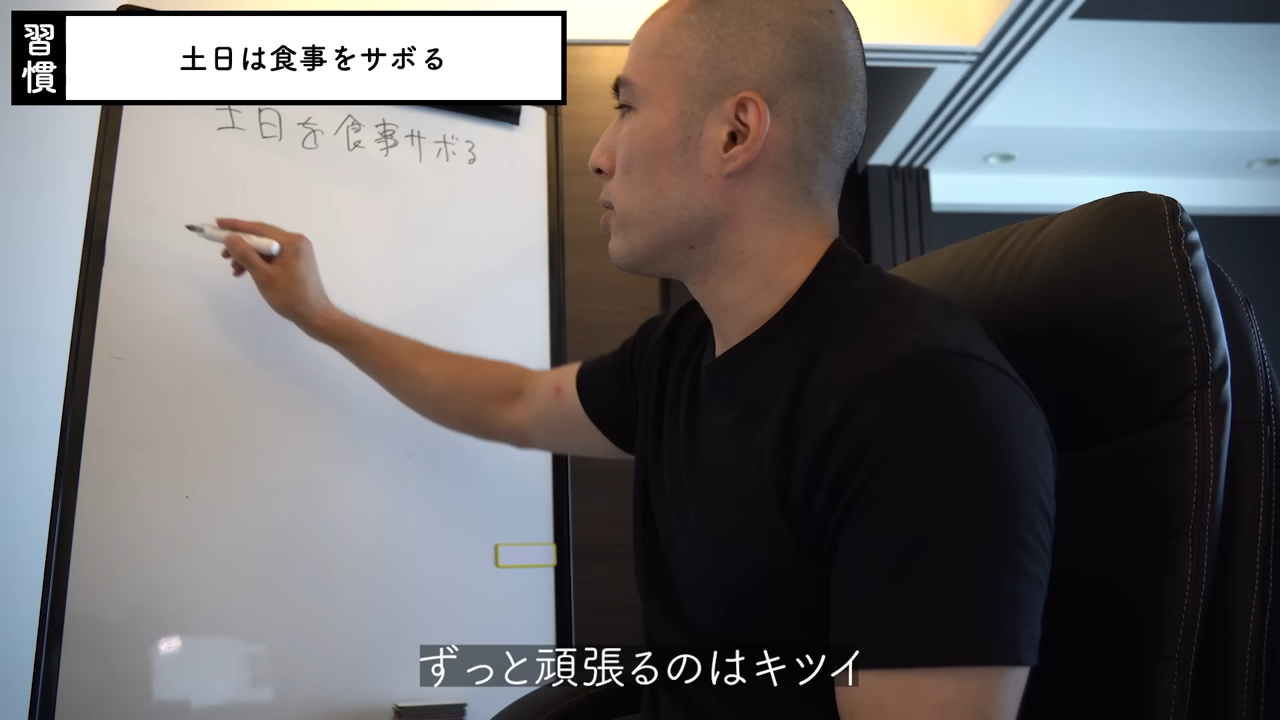 習慣
土日は食事をサボる
土日を食事サボる
ずっと頑張るのはキツイ